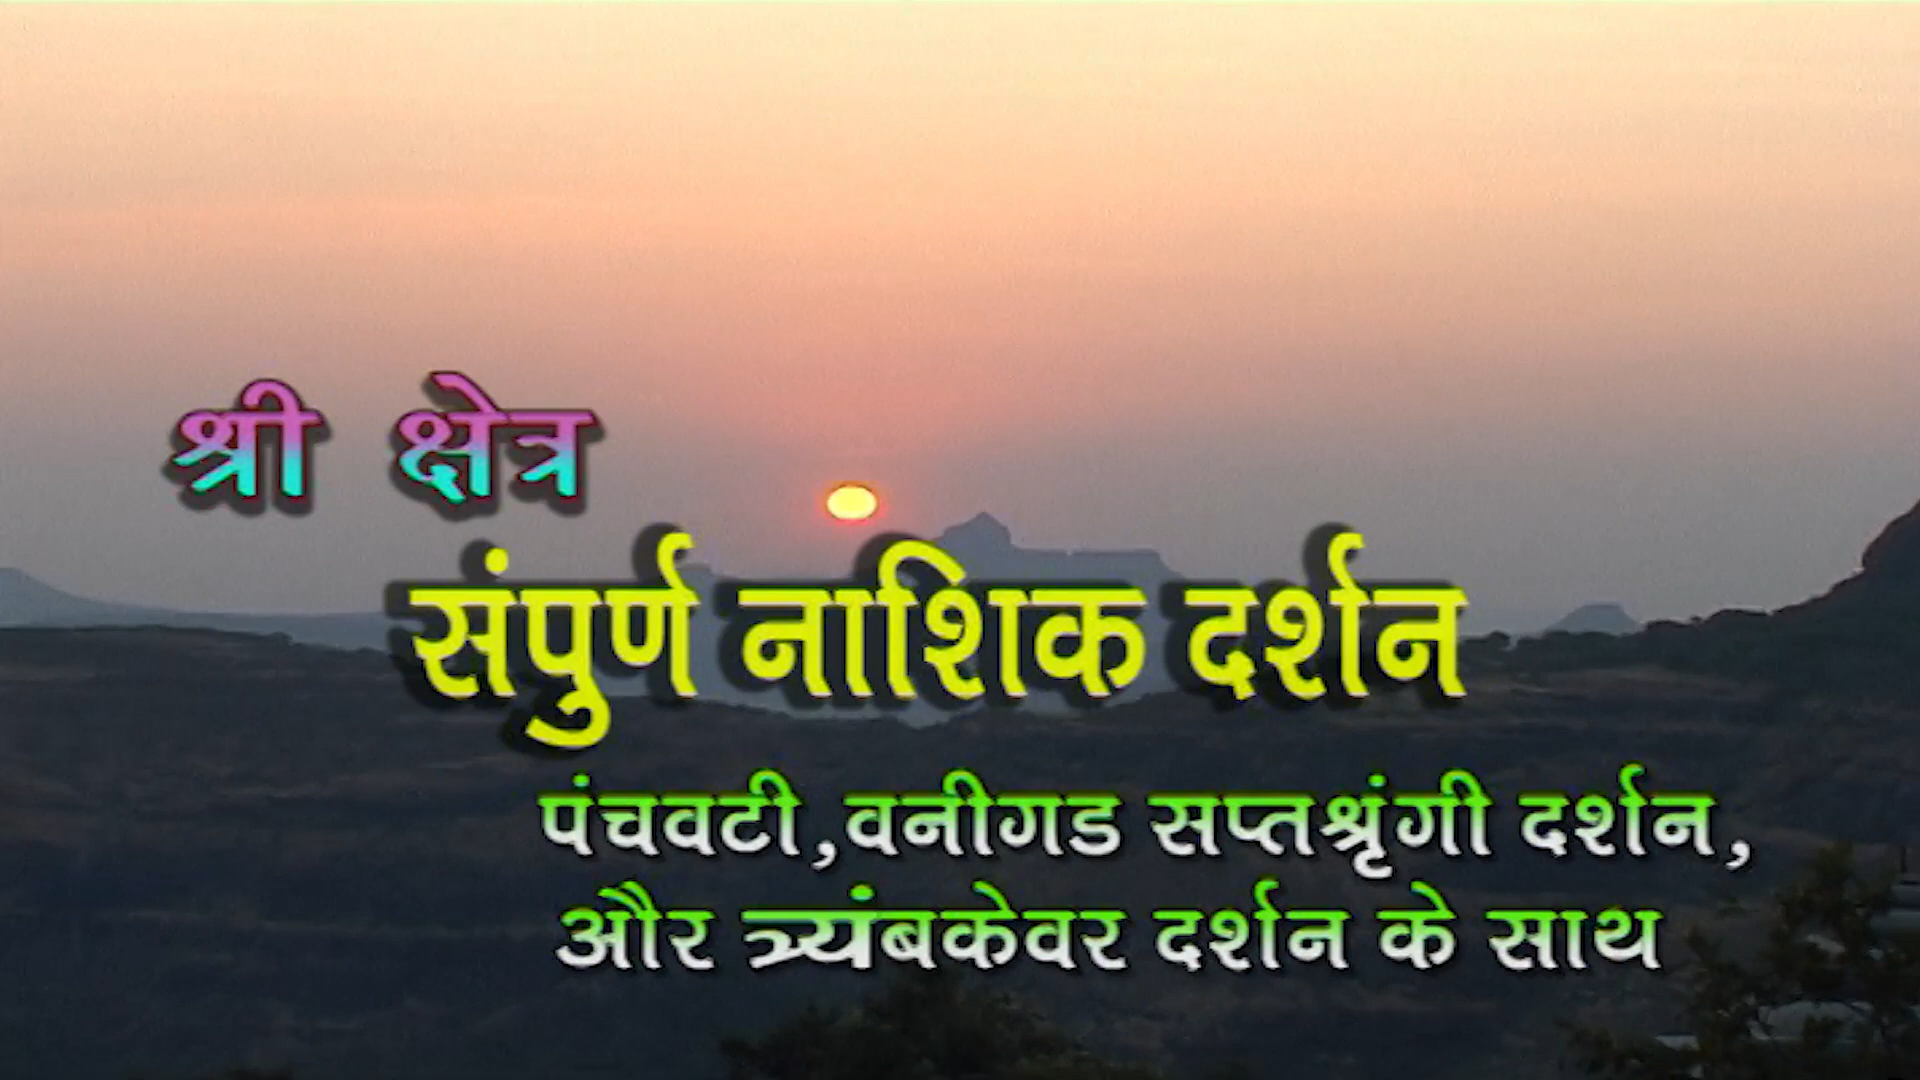 श्री क्षेत्र
संपुर्ण नाशिक दर्शन
पंचवटी,वनीगड सप्तश्रृंगी दर्शन,
और त्र्यंबकेवर दर्शन के साथ